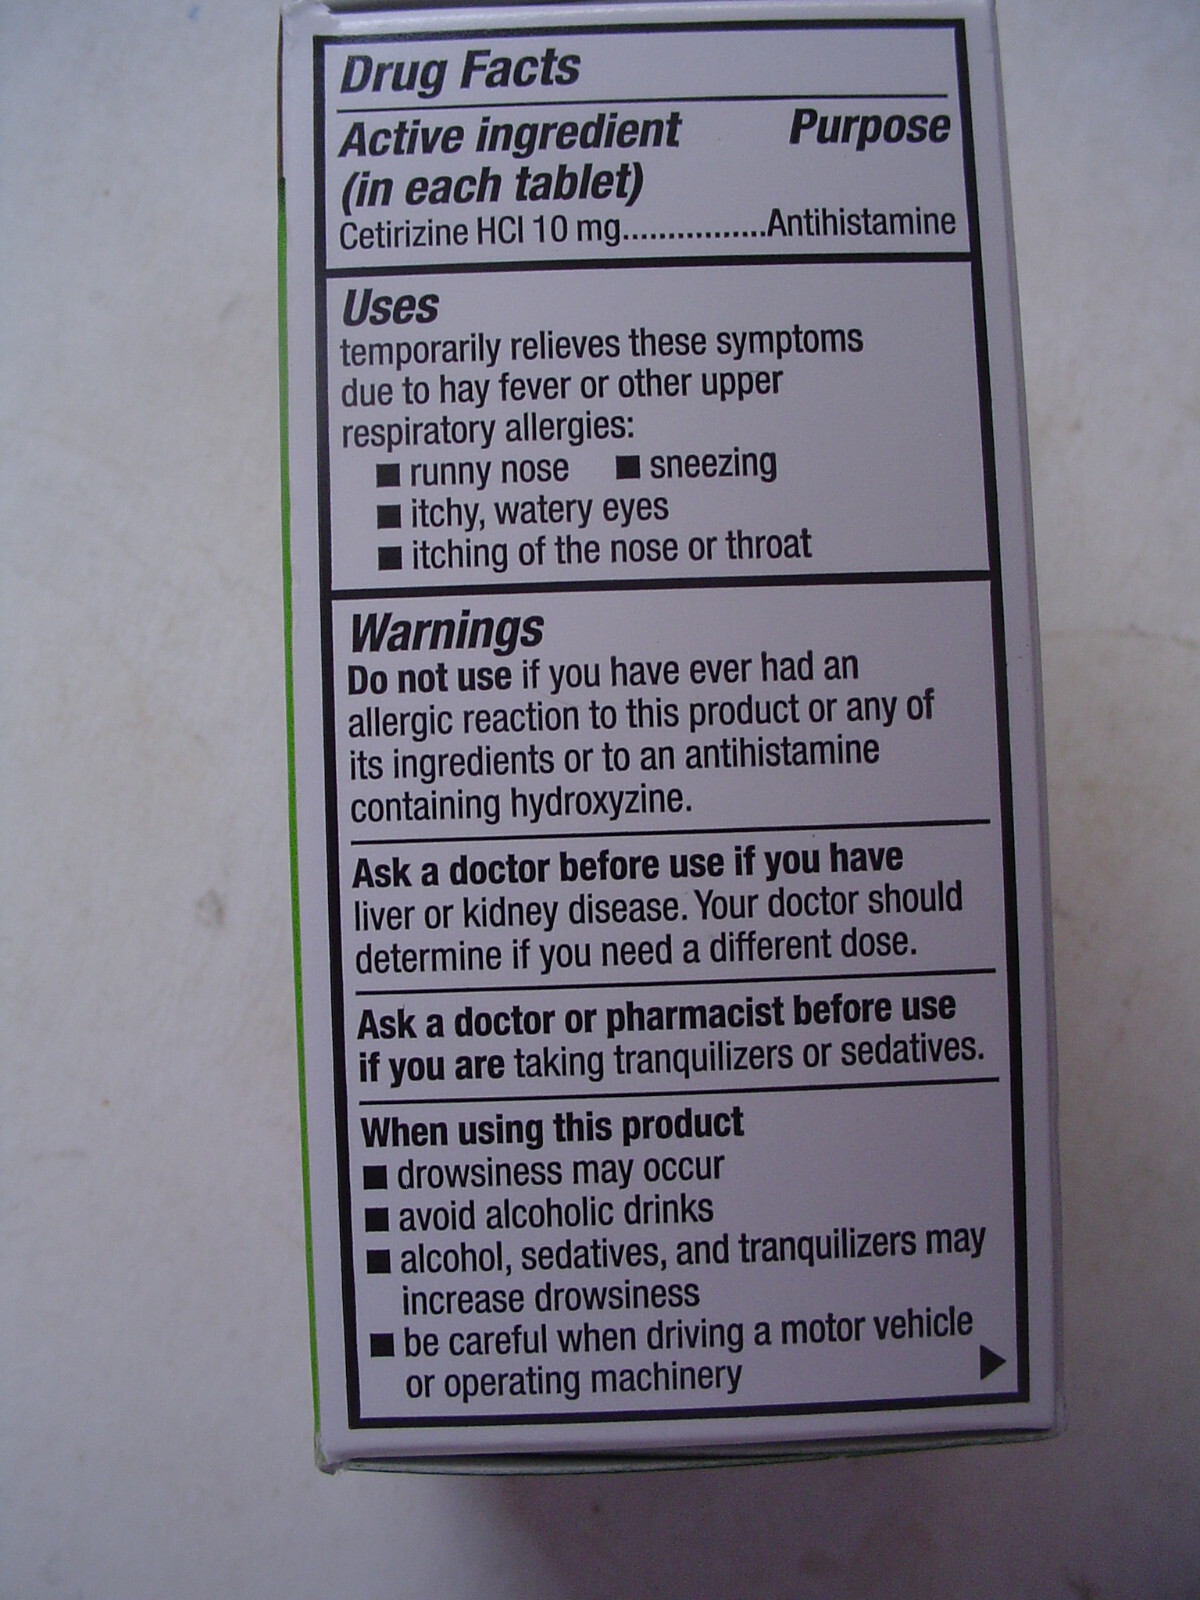 Drug Facts
Active ingredient Purpose
(in each tablet)
Cetirizine HCl 10 mg................Antihistamine
Uses
temporarily relieves these symptoms
due to hay fever or other upper
respiratory allergies:
■ runny nose ■ sneezing
■ itchy, watery eyes
■ itching of the nose or throat
Warnings
Do not use if you have ever had an
allergic reaction to this product or any of
its ingredients or to an antihistamine
containing hydroxyzine.
Ask a doctor before use if you have
liver or kidney disease. Your doctor should
determine if you need a different dose.
Ask a doctor or pharmacist before use
if you are taking tranquilizers or sedatives.
When using this product
■ drowsiness may occur
■ avoid alcoholic drinks
■ alcohol, sedatives, and tranquilizers may
increase drowsiness
■ be careful when driving a motor vehicle
or operating machinery